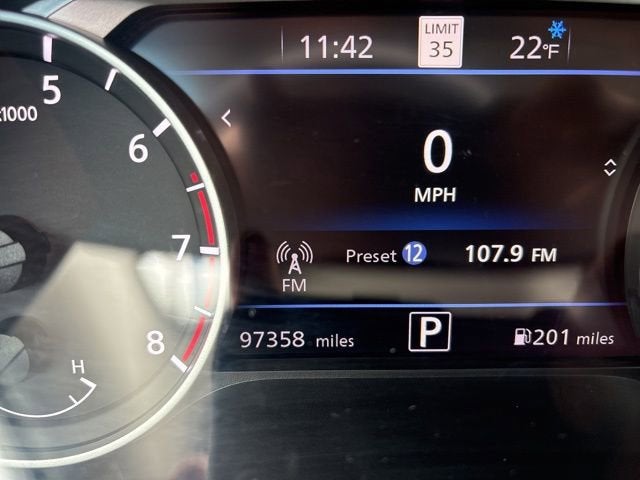 11:42
LIMIT
35
22°F
5
x1000
6
0
MPH
7
Preset 12 107.9 FM
FM
8
97358 miles
P
201 miles
H